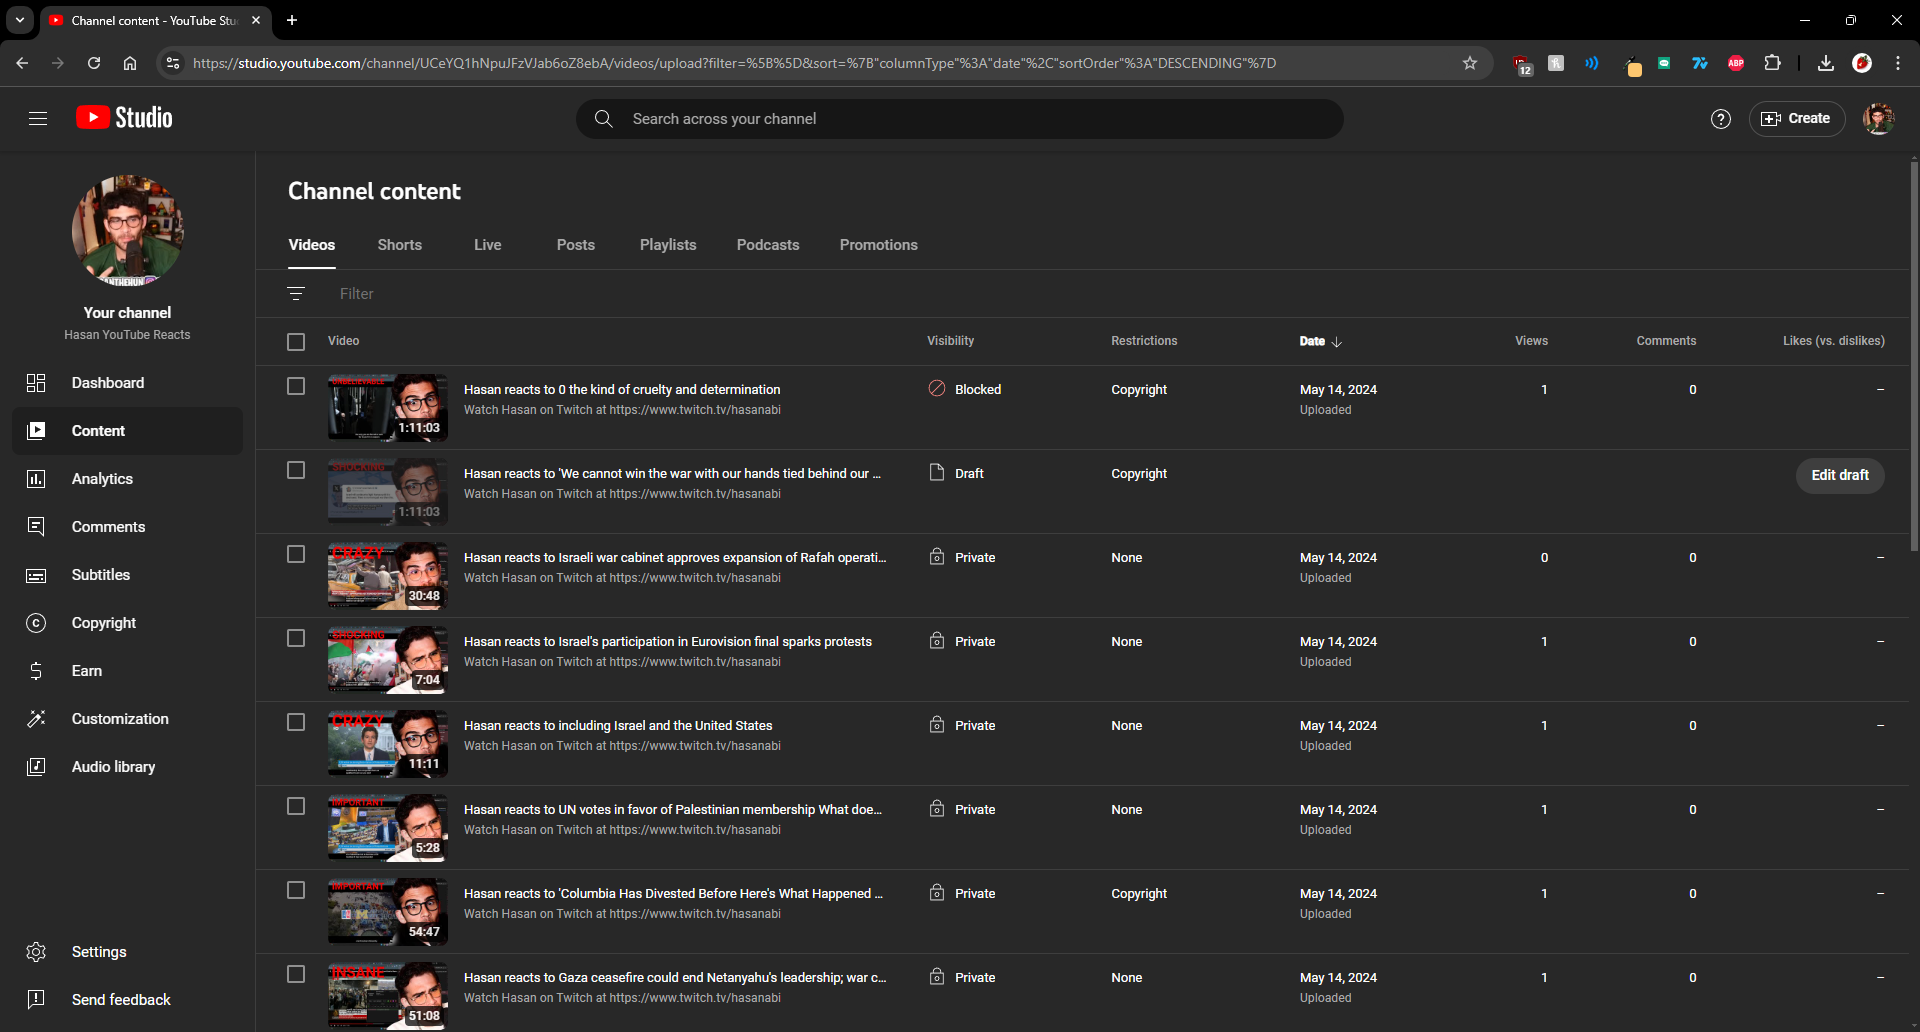 Channel content - YouTube Stu
https://studio.youtube.com/channel/UCeYQ1hNpuJFzVJab6oZ8ebA/videos/upload?filter=%5B%5D&sort=%7B"columnType"%3A"date"%2C"sortOrder"%3A"DESCENDING"%7D
12
ABP
Studio
Search across your channel
Create
Your channel
Hasan YouTube Reacts
Dashboard
Content
Analytics
Comments
Subtitles
Copyright
Earn
Customization
Audio library
Settings
Send feedback
Channel content
Videos Shorts Live Posts Playlists Podcasts Promotions
Filter
Video Visibility Restrictions Date Views Comments Likes (vs. dislikes)
UNBELIEVABLE
1:11:03
Hasan reacts to 0 the kind of cruelty and determination
Watch Hasan on Twitch at https://www.twitch.tv/hasanabi
Blocked Copyright May 14, 2024 1 0 –
Uploaded
SHOCKING
1:11:03
Hasan reacts to 'We cannot win the war with our hands tied behind our ...
Watch Hasan on Twitch at https://www.twitch.tv/hasanabi
Draft Copyright Edit draft
CRAZY
30:48
Hasan reacts to Israeli war cabinet approves expansion of Rafah operati...
Watch Hasan on Twitch at https://www.twitch.tv/hasanabi
Private None May 14, 2024 0 0 –
Uploaded
SHOCKING
7:04
Hasan reacts to Israel's participation in Eurovision final sparks protests
Watch Hasan on Twitch at https://www.twitch.tv/hasanabi
Private None May 14, 2024 1 0 –
Uploaded
CRAZY
11:11
Hasan reacts to including Israel and the United States
Watch Hasan on Twitch at https://www.twitch.tv/hasanabi
Private None May 14, 2024 1 0 –
Uploaded
IMPORTANT
5:28
Hasan reacts to UN votes in favor of Palestinian membership What doe...
Watch Hasan on Twitch at https://www.twitch.tv/hasanabi
Private None May 14, 2024 1 0 –
Uploaded
IMPORTANT
54:47
Hasan reacts to 'Columbia Has Divested Before Here's What Happened ...
Watch Hasan on Twitch at https://www.twitch.tv/hasanabi
Private Copyright May 14, 2024 1 0 –
Uploaded
INSANE
51:08
Hasan reacts to Gaza ceasefire could end Netanyahu's leadership; war c...
Watch Hasan on Twitch at https://www.twitch.tv/hasanabi
Private None May 14, 2024 1 0 –
Uploaded